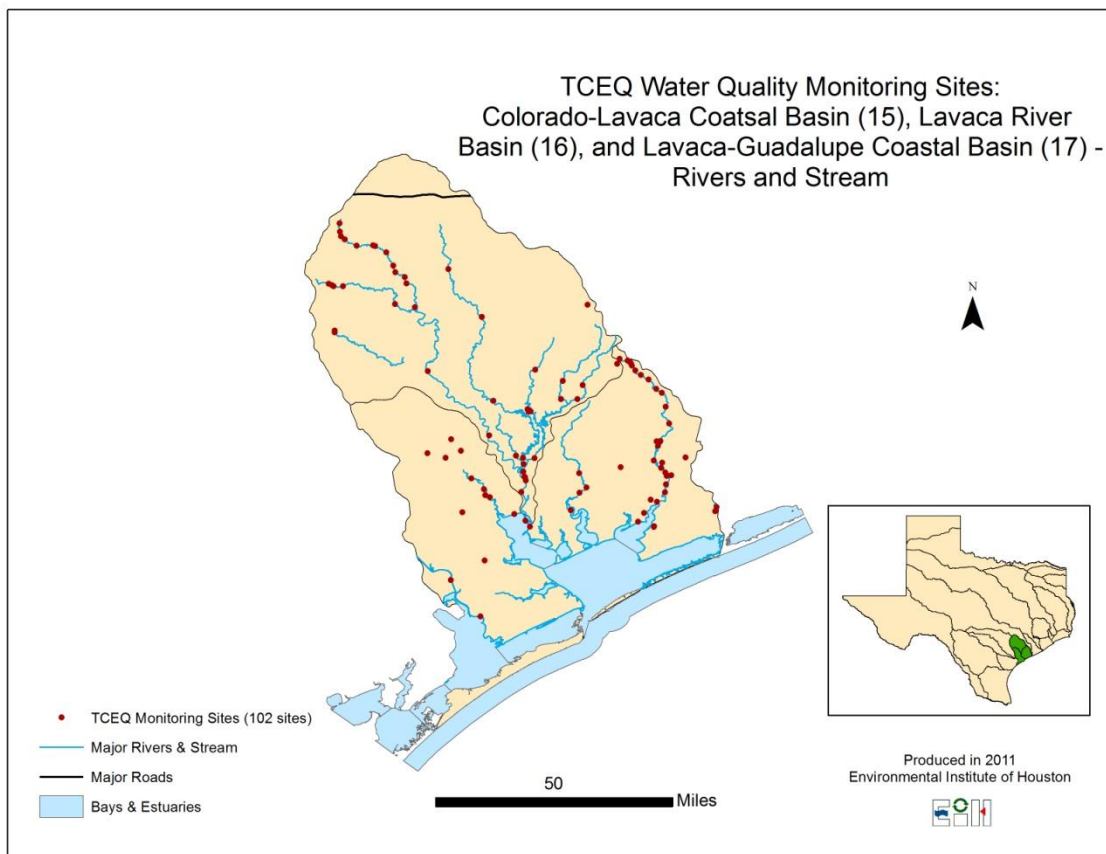 TCEQ Water Quality Monitoring Sites:
Colorado-Lavaca Coatsal Basin (15), Lavaca River
Basin (16), and Lavaca-Guadalupe Coastal Basin (17) -
Rivers and Stream
N
TCEQ Monitoring Sites (102 sites)
Major Rivers & Stream
Major Roads
Bays & Estuaries
50
Miles
Produced in 2011
Environmental Institute of Houston
EIH